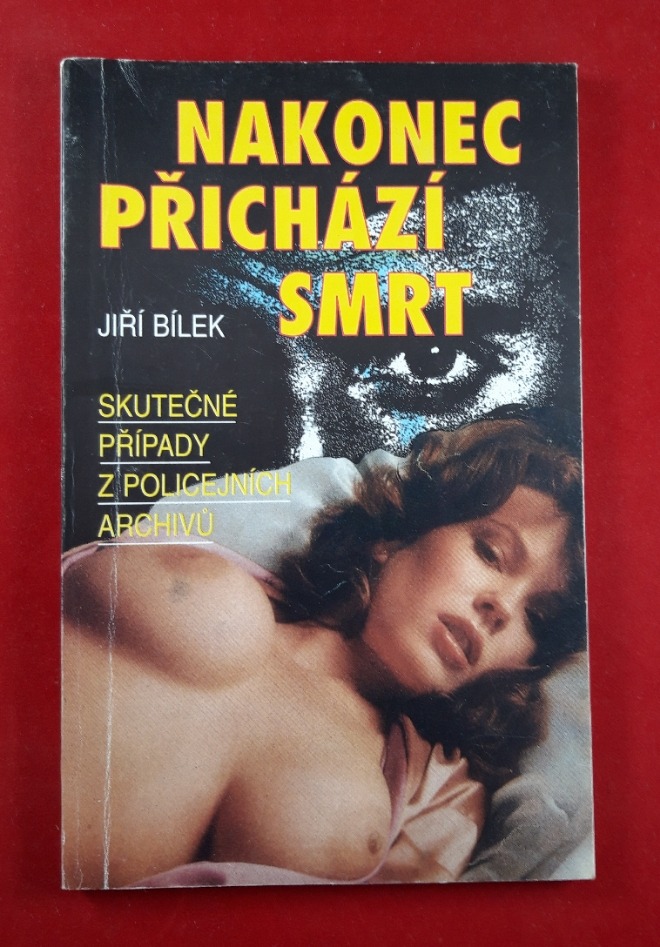 NAKONEC
PŘICHÁZÍ
SMRT
JIŘÍ BÍLEK
SKUTEČNÉ
PŘÍPADY
Z POLICEJNÍCH
ARCHIVŮ